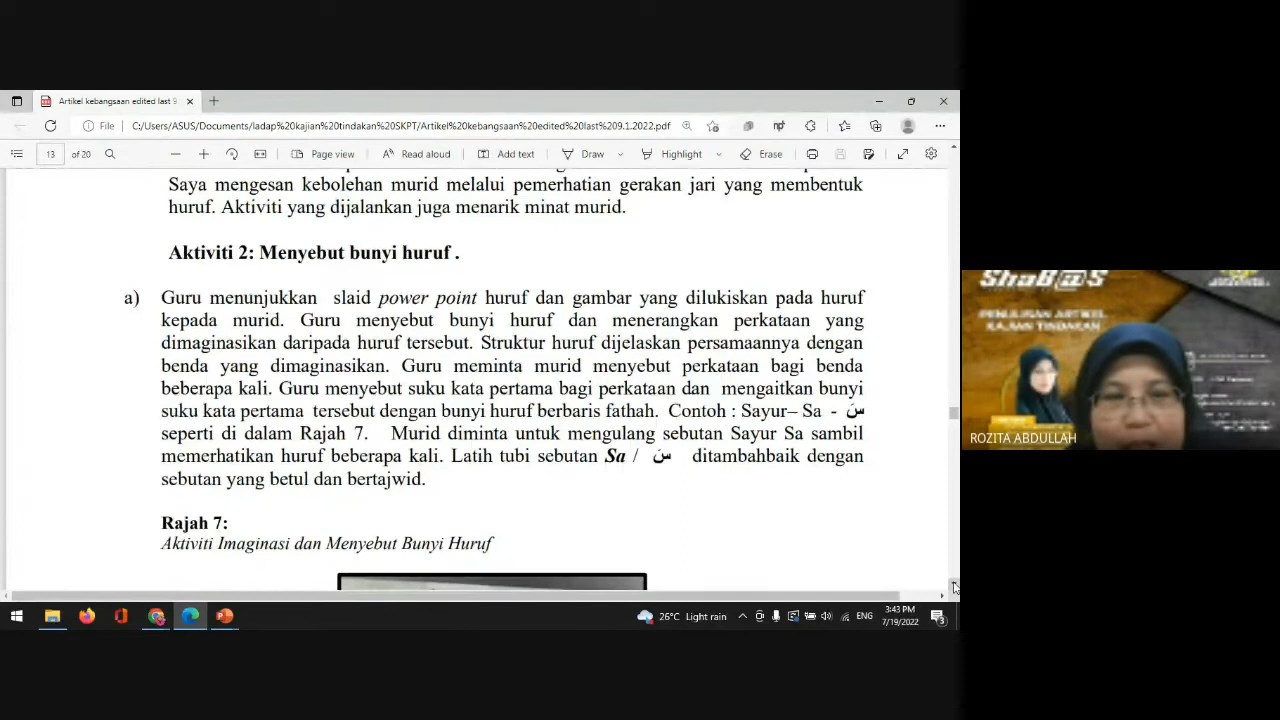 Artikel kebangsaan edited last 9
File C:/Users/ASUS/Documents/ladap%20kajian%20tindakan%20SKPT/Artikel%20kebangsaan%20edited%20last%209.1.2022.pdf
13 of 20 Page view Read aloud Add text Draw Highlight Erase
Saya mengesan kebolehan murid melalui pemerhatian gerakan jari yang membentuk
huruf. Aktiviti yang dijalankan juga menarik minat murid.
Aktiviti 2: Menyebut bunyi huruf .
a) Guru menunjukkan slaid power point huruf dan gambar yang dilukiskan pada huruf
kepada murid. Guru menyebut bunyi huruf dan menerangkan perkataan yang
dimaginasikan daripada huruf tersebut. Struktur huruf dijelaskan persamaannya dengan
benda yang dimaginasikan. Guru meminta murid menyebut perkataan bagi benda
beberapa kali. Guru menyebut suku kata pertama bagi perkataan dan mengaitkan bunyi
suku kata pertama tersebut dengan bunyi huruf berbaris fathah. Contoh : Sayur– Sa - سَ
seperti di dalam Rajah 7. Murid diminta untuk mengulang sebutan Sayur Sa sambil
memerhatikan huruf beberapa kali. Latih tubi sebutan Sa / سَ ditambahbaik dengan
sebutan yang betul dan bertajwid.
Rajah 7:
Aktiviti Imaginasi dan Menyebut Bunyi Huruf
26°C Light rain ENG 3:43 PM
7/19/2022
3
Shab@S
PENULISAN ARTIKEL
KAJIAN TINDAKAN
ROZITA ABDULLAH